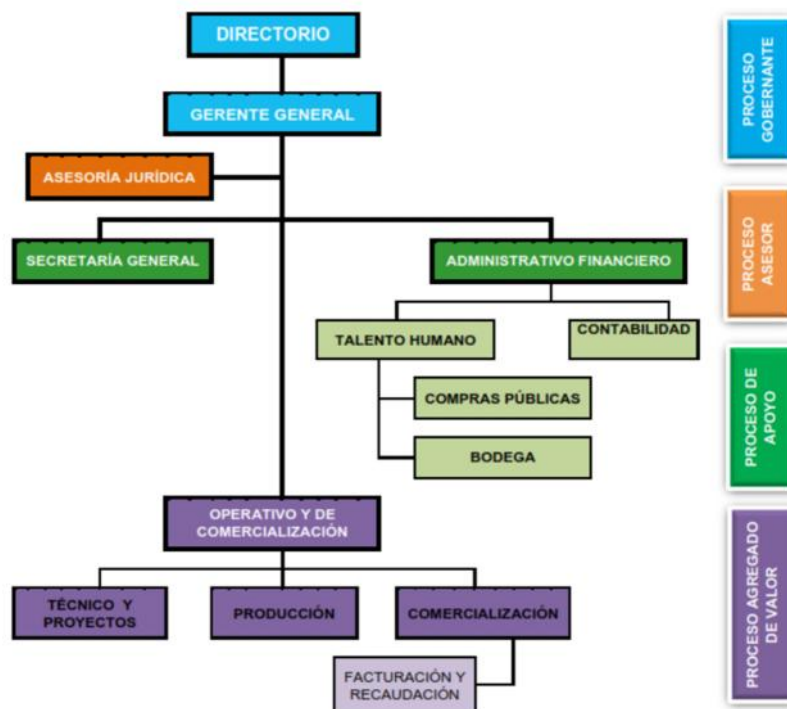 DIRECTORIO
GERENTE GENERAL
ASESORÍA JURÍDICA
SECRETARÍA GENERAL
ADMINISTRATIVO FINANCIERO
TALENTO HUMANO
CONTABILIDAD
COMPRAS PÚBLICAS
BODEGA
OPERATIVO Y DE
COMERCIALIZACIÓN
TÉCNICO Y
PROYECTOS
PRODUCCIÓN
COMERCIALIZACIÓN
FACTURACIÓN Y
RECAUDACIÓN
PROCESO
GOBERNANTE
PROCESO
ASESOR
PROCESO DE
APOYO
PROCESO AGREGADO
DE VALOR